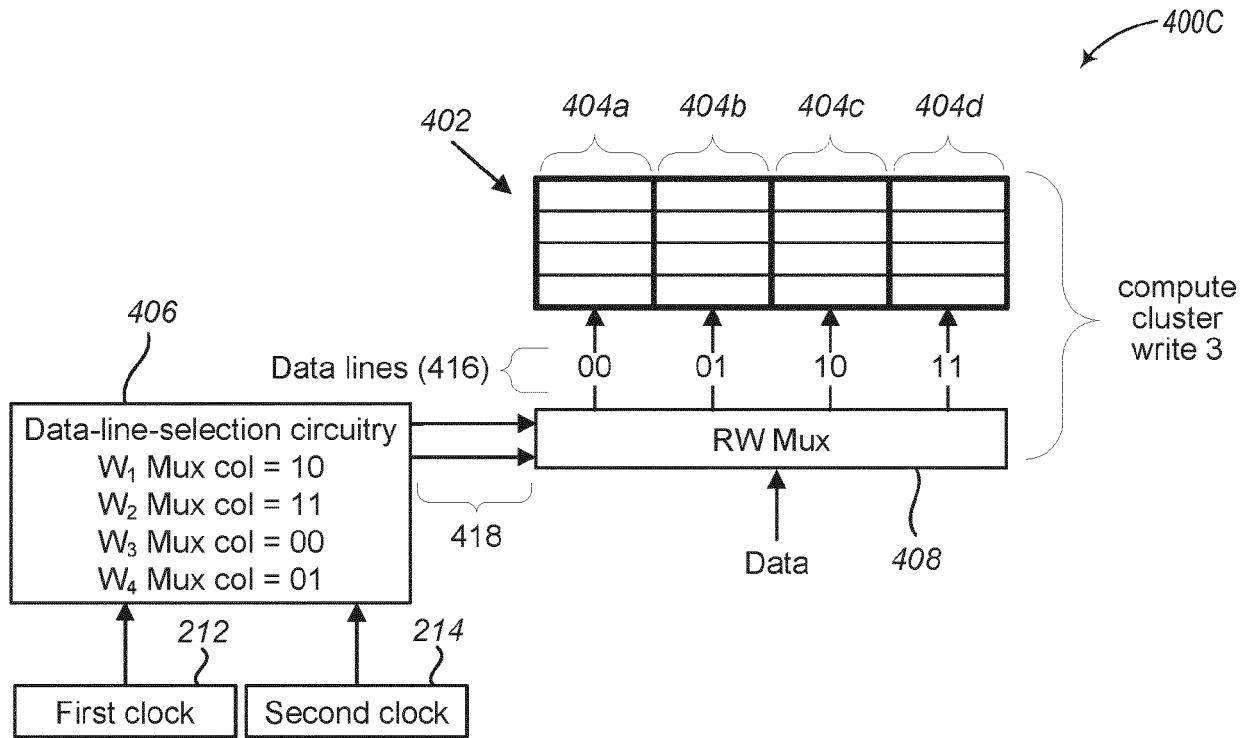 400C
404a 404b 404c 404d
402
compute
cluster
write 3
406
Data lines (416) 00 01 10 11
Data-line-selection circuitry
W₁ Mux col = 10
W₂ Mux col = 11
W₃ Mux col = 00
W₄ Mux col = 01
RW Mux
418
Data
408
212
214
First clock
Second clock